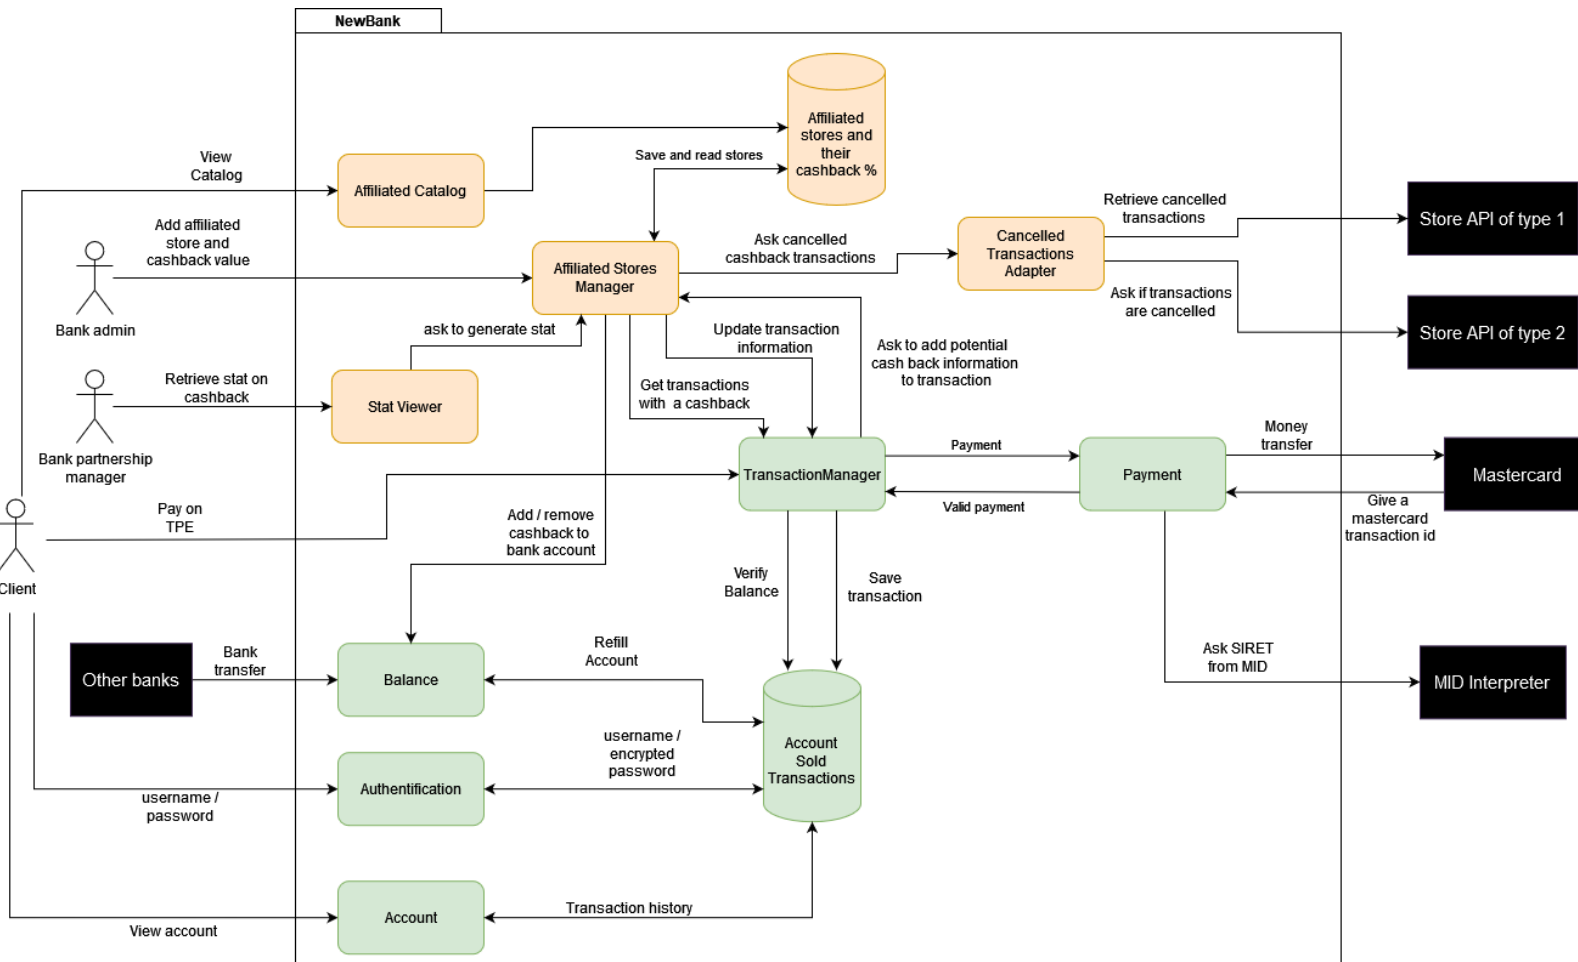 NewBank
Affiliated
stores and
their
cashback %
Save and read stores
View
Catalog
Affiliated Catalog
Add affiliated
store and
cashback value
Bank admin
Affiliated Stores
Manager
Ask cancelled
cashback transactions
Cancelled
Transactions
Adapter
Retrieve cancelled
transactions
Store API of type 1
Ask if transactions
are cancelled
Store API of type 2
ask to generate stat
Update transaction
information
Ask to add potential
cash back information
to transaction
Get transactions
with a cashback
Retrieve stat on
cashback
Stat Viewer
Bank partnership
manager
TransactionManager
Payment
Valid payment
Payment
Money
transfer
Mastercard
Give a
mastercard
transaction id
Pay on
TPE
Client
Add / remove
cashback to
bank account
Verify
Balance
Save
transaction
Ask SIRET
from MID
MID Interpreter
Other banks
Bank
transfer
Balance
Refill
Account
username /
encrypted
password
Account
Sold
Transactions
Authentification
username /
password
Account
Transaction history
View account